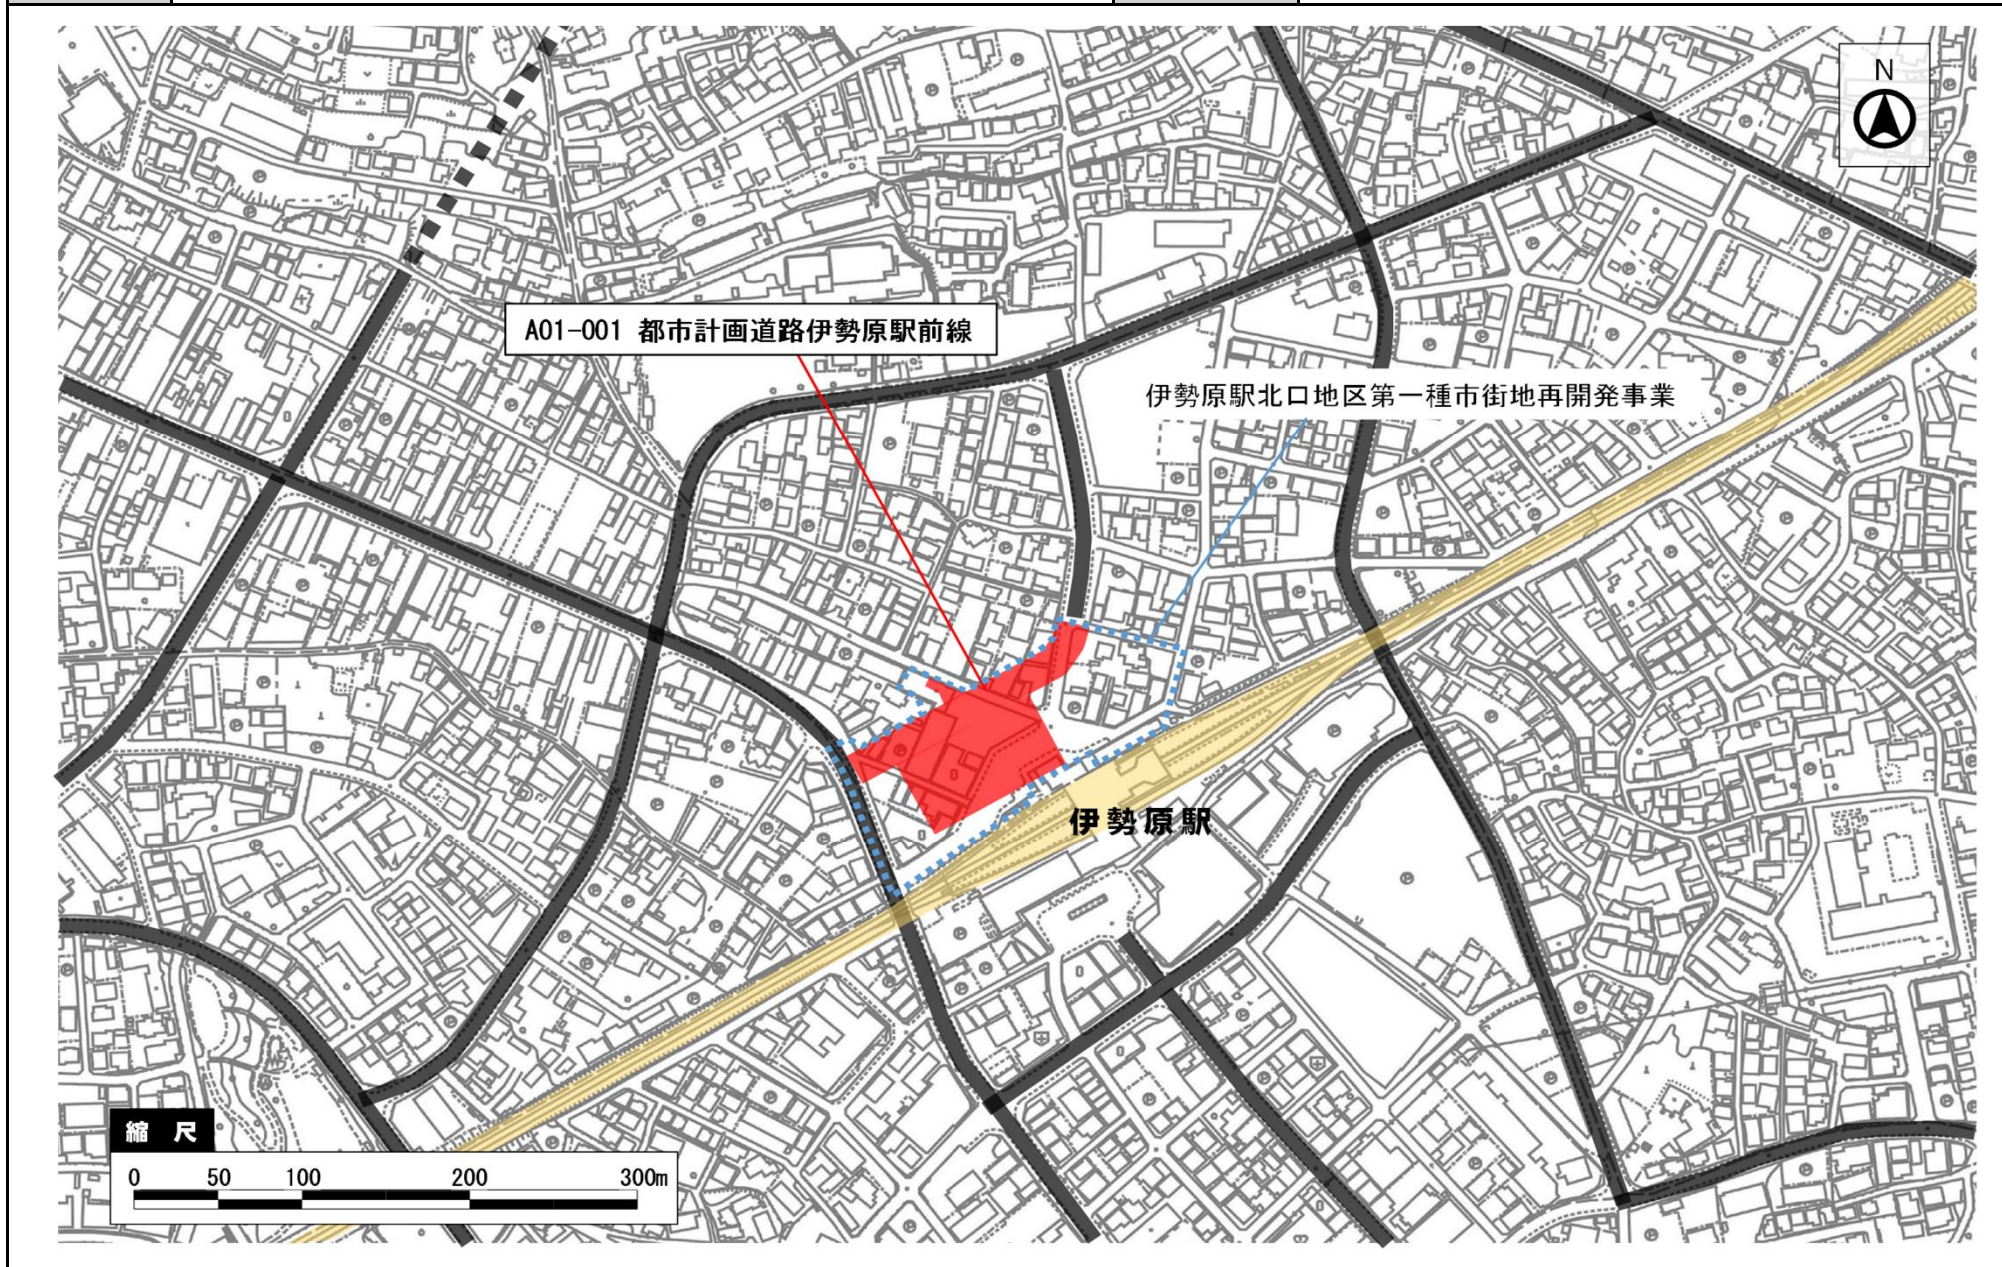 N
A01-001 都市計画道路伊勢原駅前線
伊勢原駅北口地区第一種市街地再開発事業
伊勢原駅
縮 尺
0 50 100 200 300m